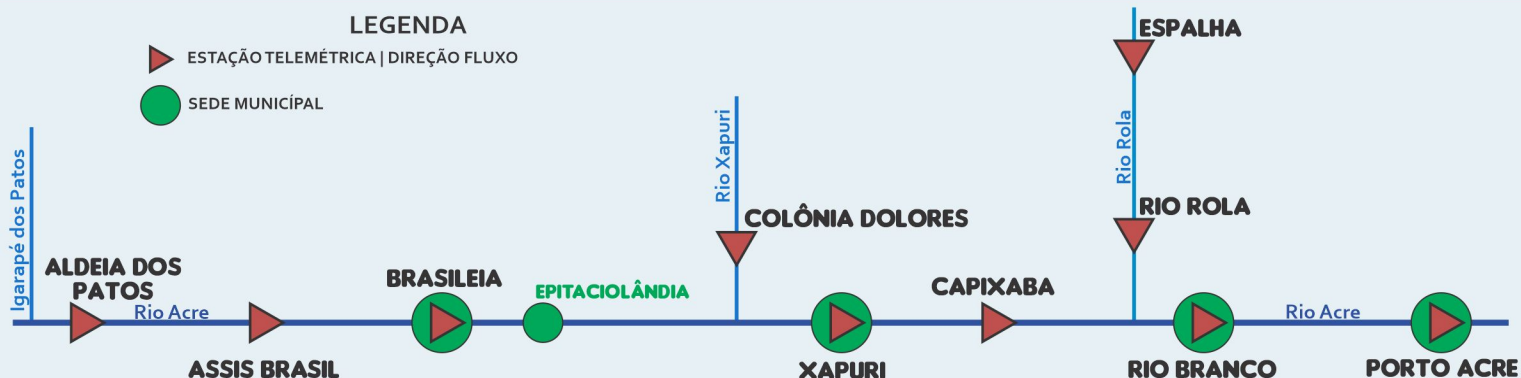 LEGENDA
ESTAÇÃO TELEMÉTRICA | DIREÇÃO FLUXO
SEDE MUNICÍPAL
Igarapé dos Patos
ALDEIA DOS
PATOS
Rio Acre
ASSIS BRASIL
BRASILEIA
EPITACIOLÂNDIA
Rio Xapuri
COLÔNIA DOLORES
XAPURI
CAPIXABA
ESPALHA
Rio Rola
RIO ROLA
RIO BRANCO
Rio Acre
PORTO ACRE